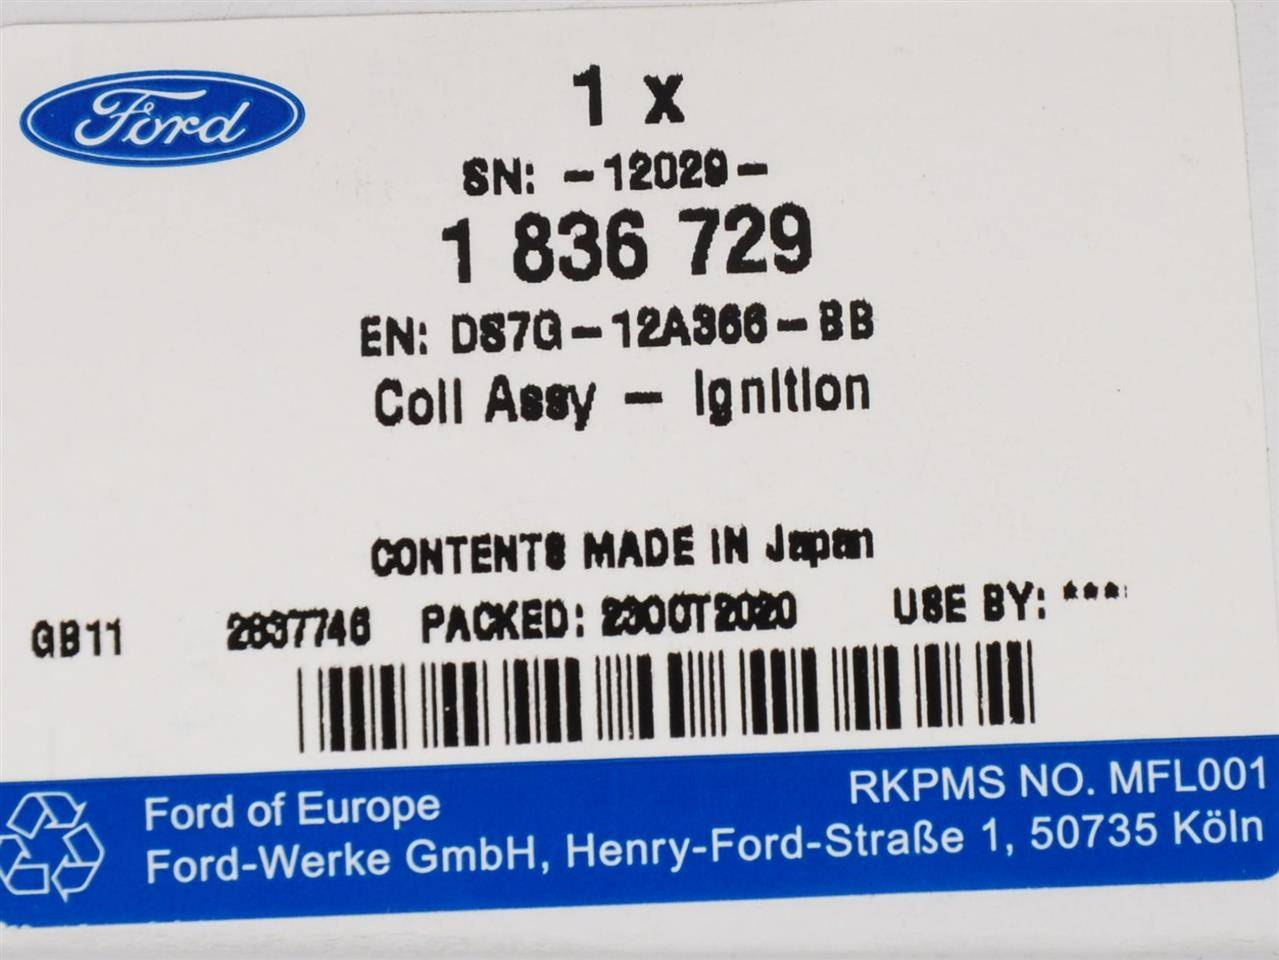 Ford
1 x
SN: -12029-
1 836 729
EN: DS7G-12A366-BB
Coil Assy - Ignition
CONTENTS MADE IN Japan
GB11 2837746 PACKED: 23OCT2020 USE BY: ***
Ford of Europe RKPMS NO. MFL001
Ford-Werke GmbH, Henry-Ford-Straße 1, 50735 Köln